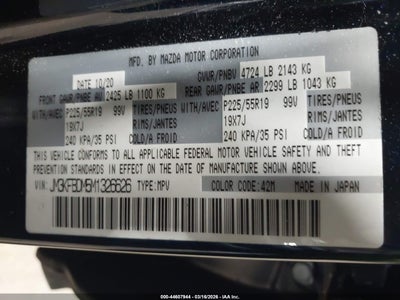 MFD. BY MAZDA MOTOR CORPORATION
DATE 10/20 GVWR/PNBV 4724 LB 2143 KG
FRONT GAWR/PNBE AV 2425 LB 1100 KG REAR GAWR/PNBE AR 2299 LB 1043 KG
WITH/AVEC P225/55R19 99V TIRES/PNEUS WITH/AVEC P225/55R19 99V TIRES/PNEUS
19X7J RIMS/JANTES 19X7J RIMS/JANTES
240 KPA/35 PSI COLD/A FROID 240 KPA/35 PSI COLD/A FROID
THIS VEHICLE CONFORMS TO ALL APPLICABLE FEDERAL MOTOR VEHICLE SAFETY AND THEFT
PREVENTION STANDARDS IN EFFECT ON THE DATE OF MANUFACTURE SHOWN ABOVE.
VIN: JM3KFBDM5M1326626 TYPE:MPV
COLOR CODE:42M MADE IN JAPAN
000-44607944 - 03/16/2026 - IAA Inc.